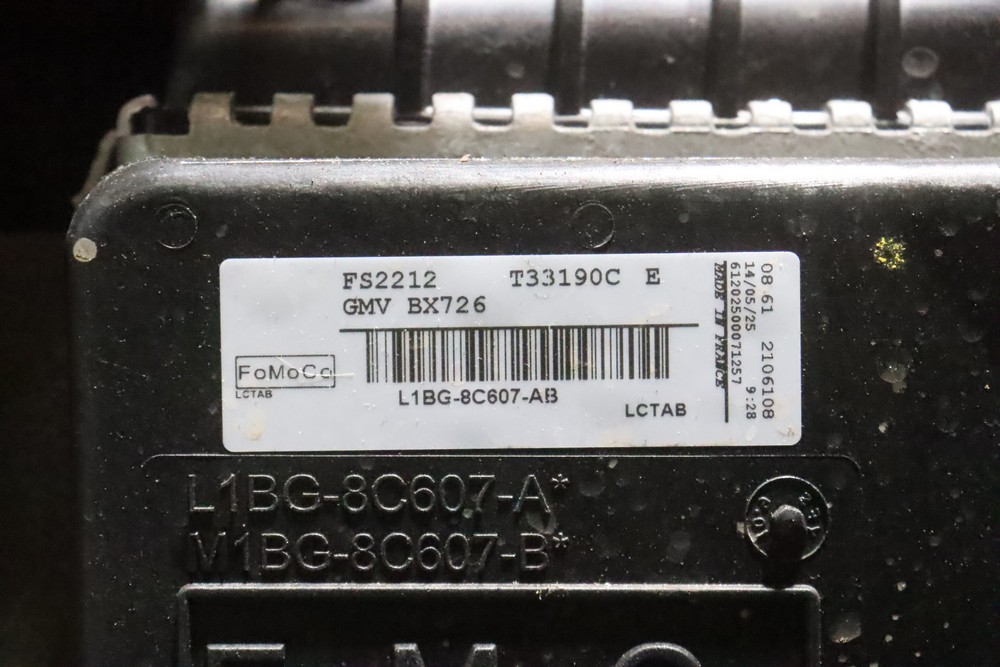 FS2212 T33190C E
GMV BX726
FoMoCo
LCTAB
L1BG-8C607-AB
LCTAB
MADE IN FRANCE
61202500071257
14/05/25 9:28
08 61 2106108
L1BG-8C607-A*
M1BG-8C607-B*